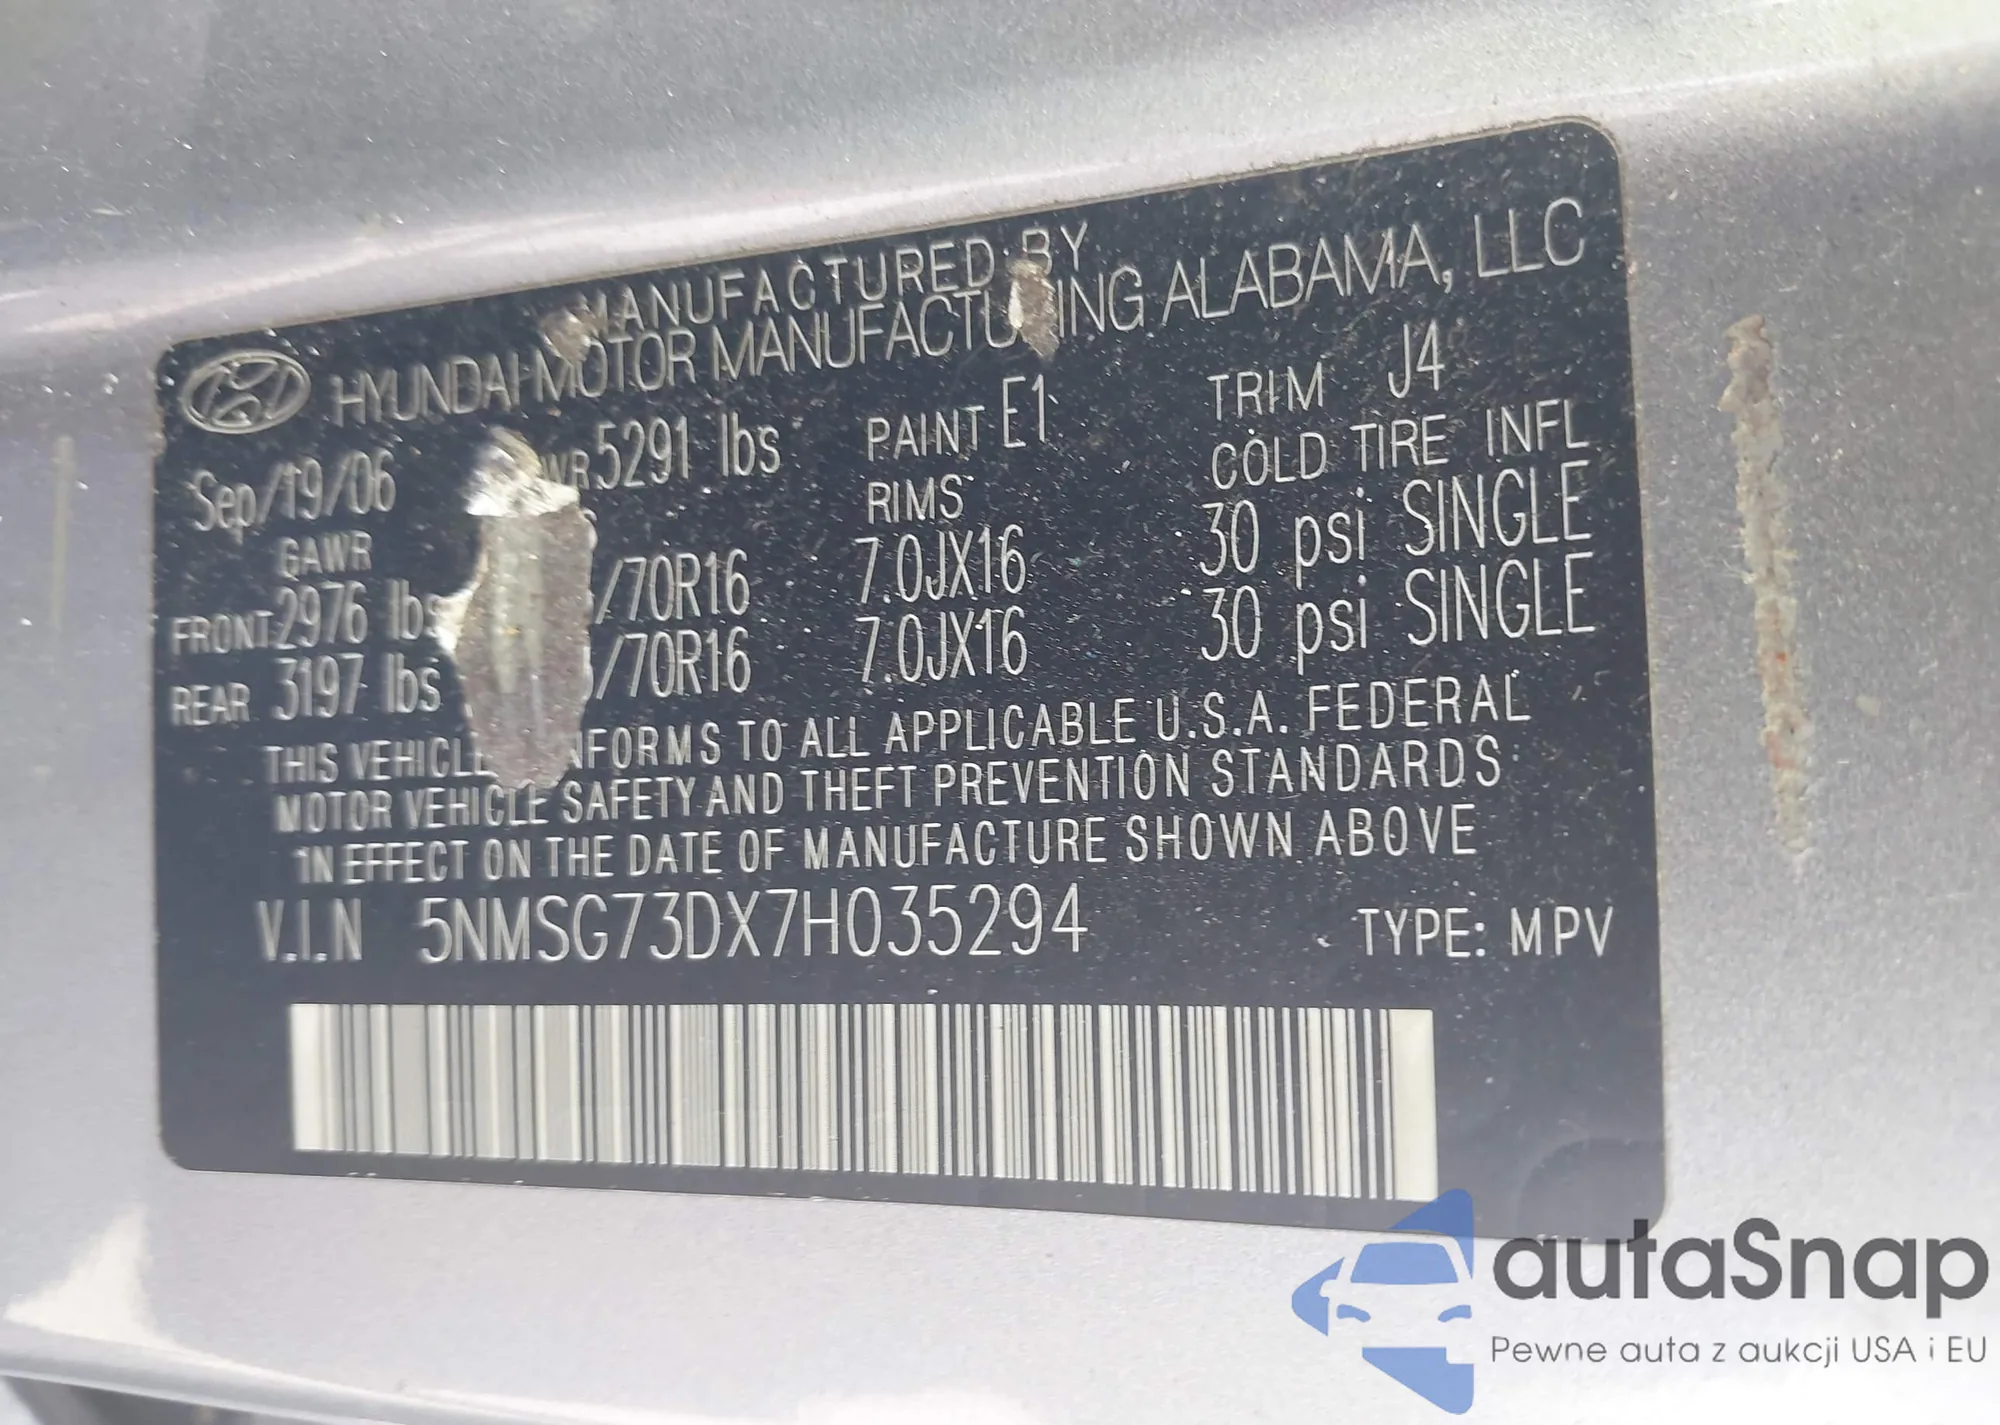 MANUFACTURED BY
HYUNDAI MOTOR MANUFACTURING ALABAMA, LLC
Sep/19/06 5291 lbs PAINT E1 TRIM J4
GAWR RIMS COLD TIRE INFL
FRONT 2976 lbs /70R16 7.0JX16 30 psi SINGLE
REAR 3197 lbs /70R16 7.0JX16 30 psi SINGLE
THIS VEHICLE NFORMS TO ALL APPLICABLE U.S.A. FEDERAL
MOTOR VEHICLE SAFETY AND THEFT PREVENTION STANDARDS
IN EFFECT ON THE DATE OF MANUFACTURE SHOWN ABOVE
V.I.N 5NMSG73DX7H035294 TYPE: MPV
autaSnap
Pewne auta z aukcji USA i EU